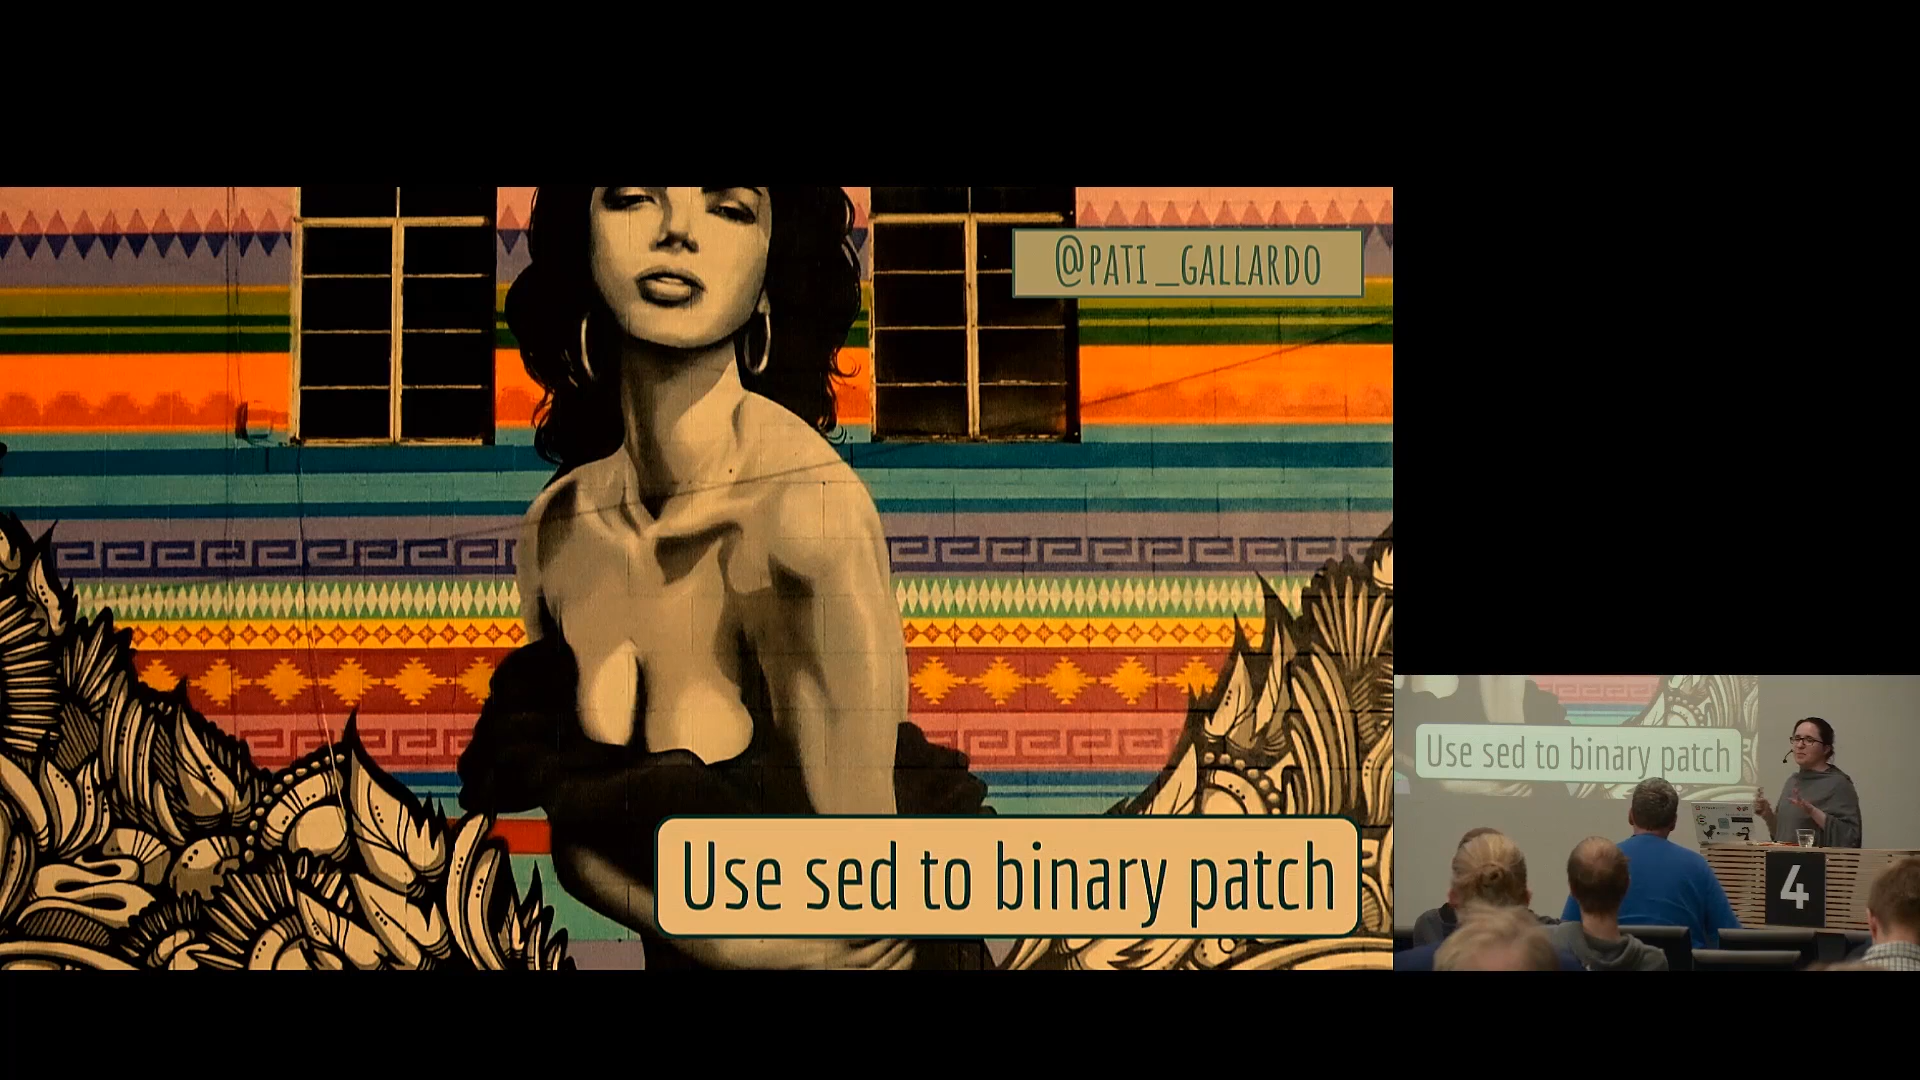 @PATI_GALLARDO
Use sed to binary patch
Use sed to binary patch
4